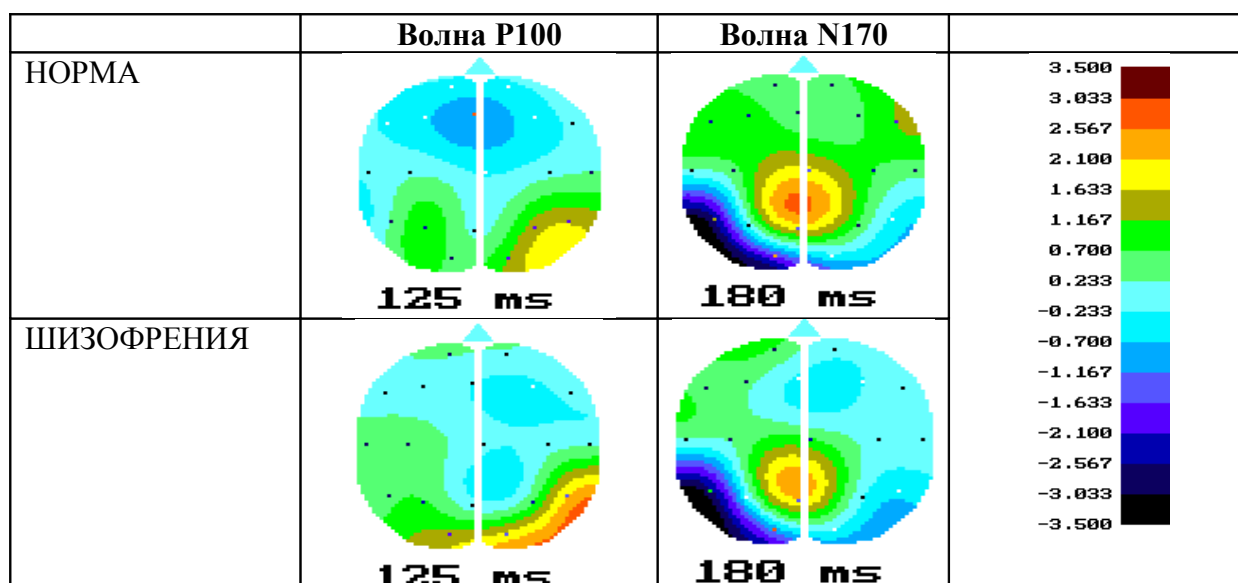 Волна P100
Волна N170
НОРМА
125 ms
180 ms
ШИЗОФРЕНИЯ
125 ms
180 ms
3.500
3.033
2.567
2.100
1.633
1.167
0.700
0.233
-0.233
-0.700
-1.167
-1.633
-2.100
-2.567
-3.033
-3.500